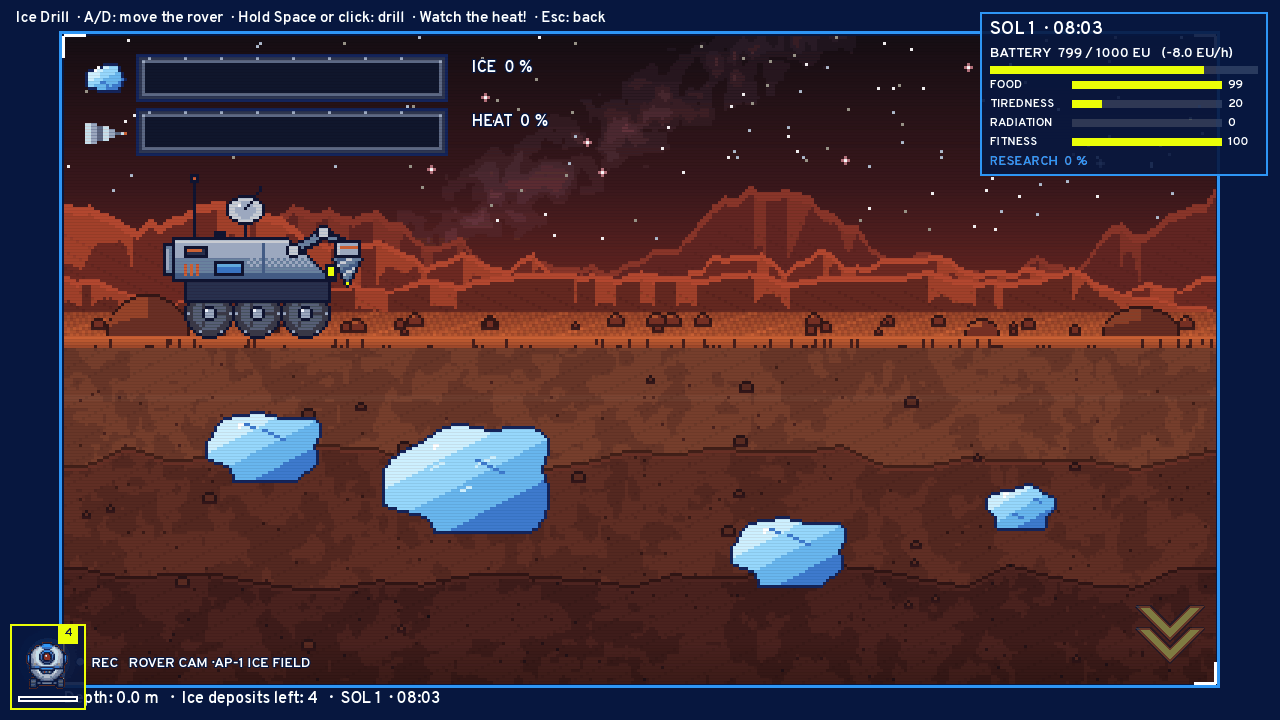 Ice Drill · A/D: move the rover · Hold Space or click: drill · Watch the heat! · Esc: back
SOL 1 · 08:03
BATTERY 799 / 1000 EU (-8.0 EU/h)
FOOD 99
TIREDNESS 20
RADIATION 0
FITNESS 100
RESEARCH 0 %
ICE 0 %
HEAT 0 %
4
REC ROVER CAM · AP-1 ICE FIELD
pth: 0.0 m · Ice deposits left: 4 · SOL 1 · 08:03